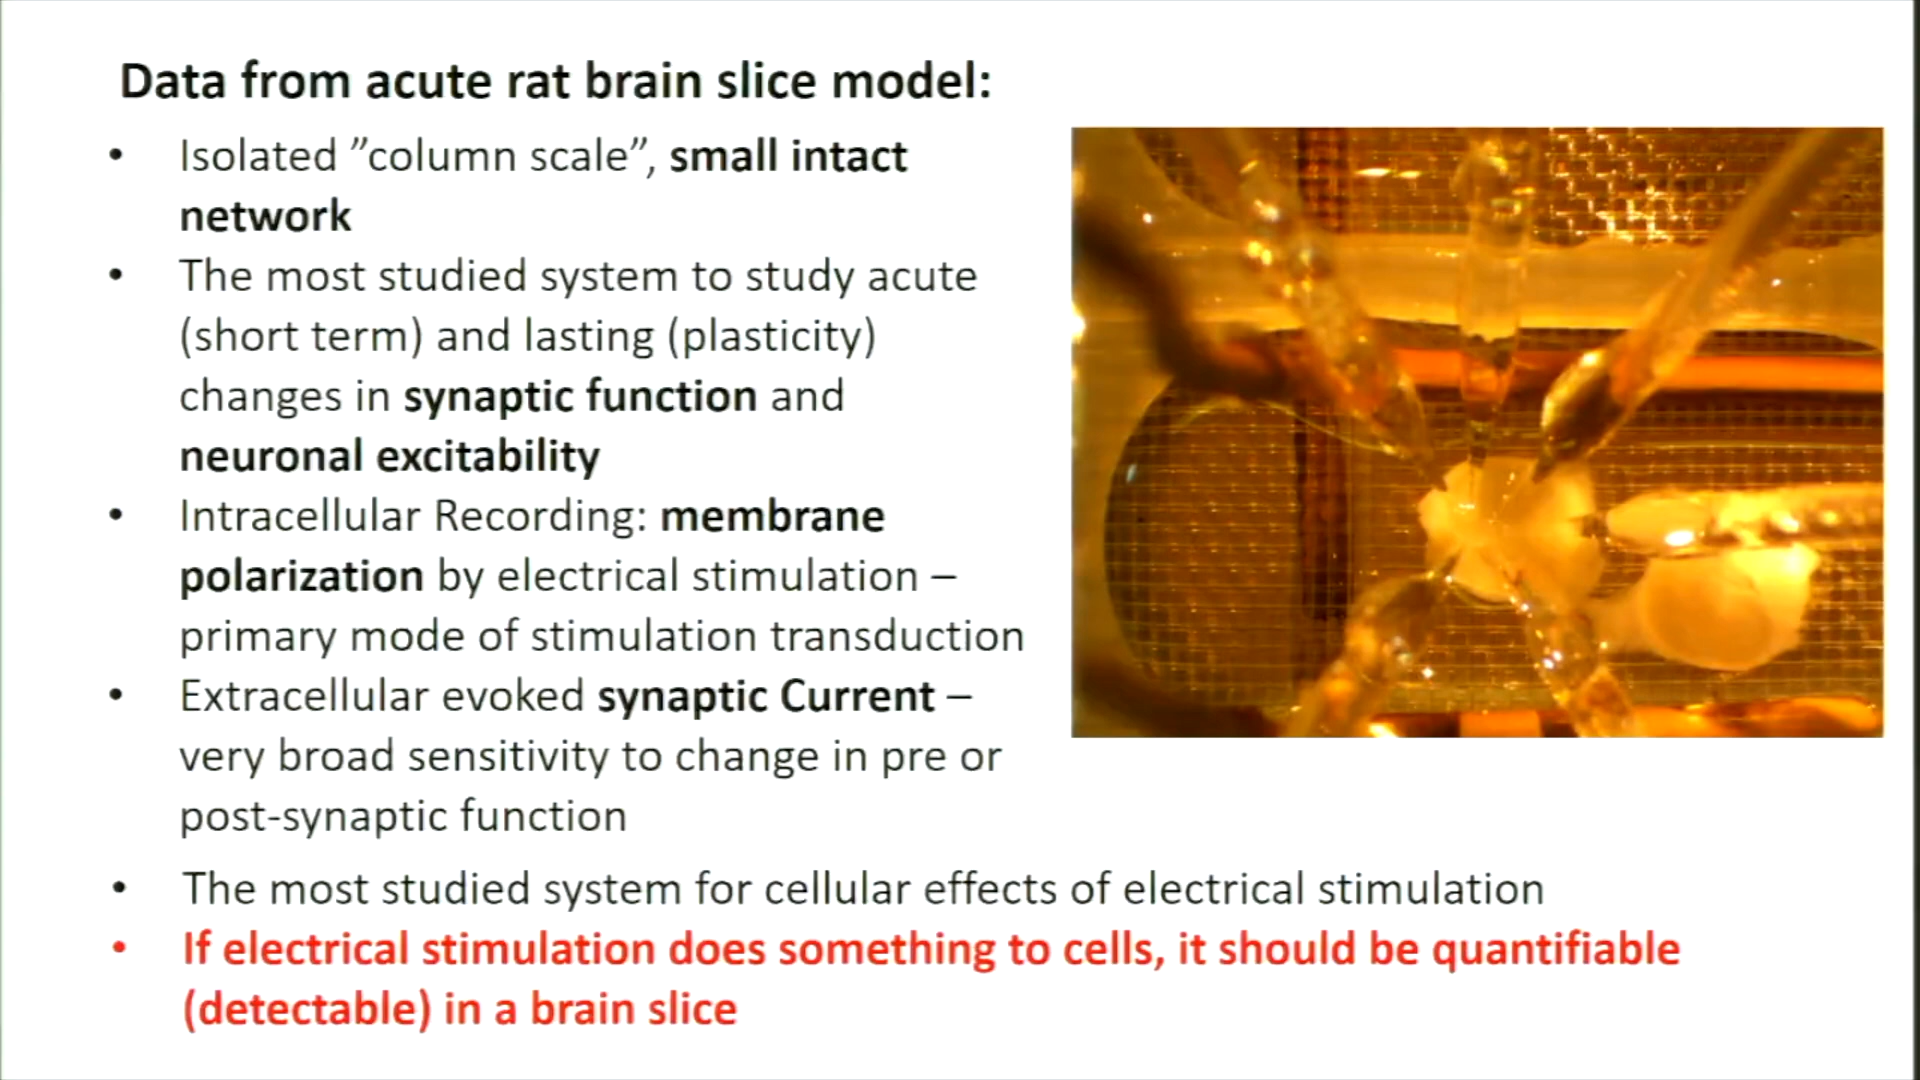 Data from acute rat brain slice model:
• Isolated ”column scale”, small intact
network
• The most studied system to study acute
(short term) and lasting (plasticity)
changes in synaptic function and
neuronal excitability
• Intracellular Recording: membrane
polarization by electrical stimulation –
primary mode of stimulation transduction
• Extracellular evoked synaptic Current –
very broad sensitivity to change in pre or
post-synaptic function
• The most studied system for cellular effects of electrical stimulation
• If electrical stimulation does something to cells, it should be quantifiable
(detectable) in a brain slice